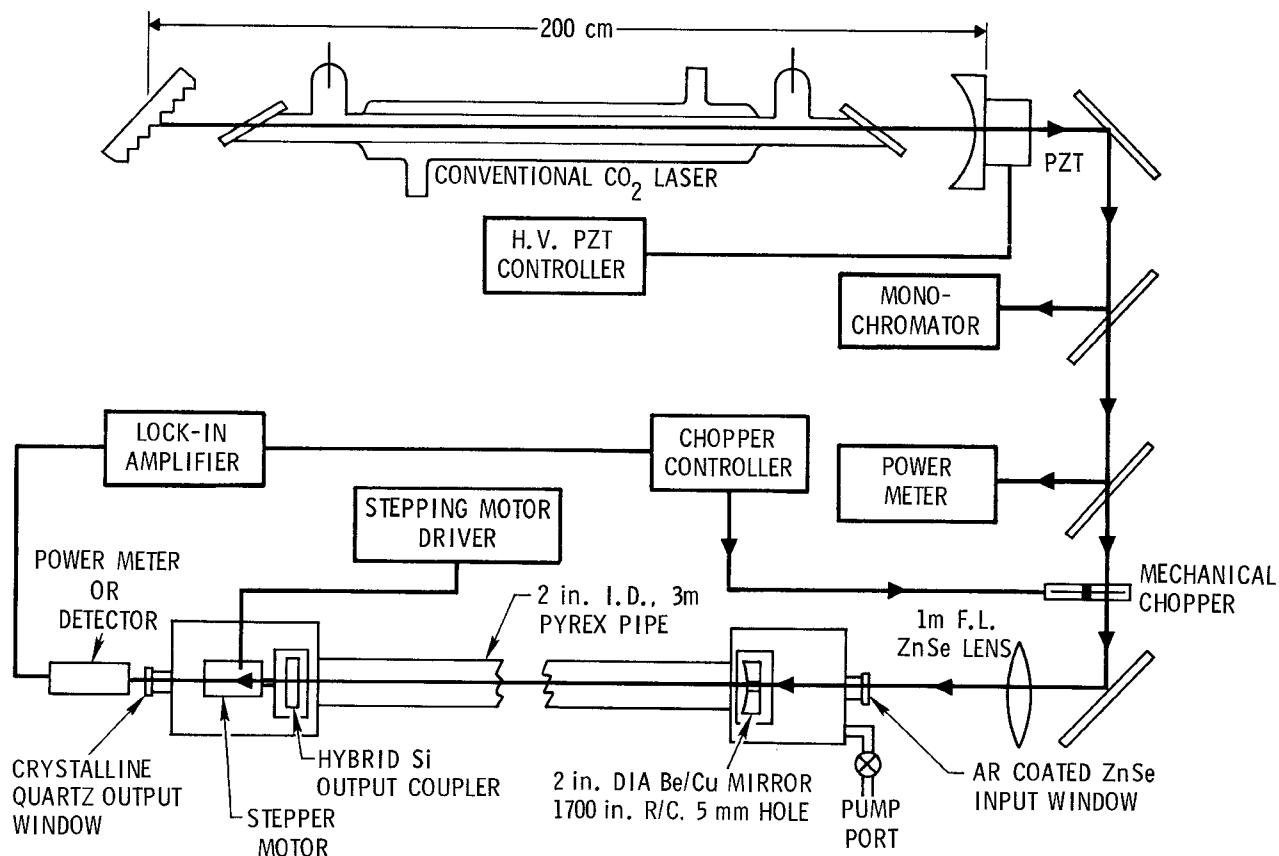 200 cm
PZT
CONVENTIONAL CO2 LASER
H.V. PZT
CONTROLLER
MONO-
CHROMATOR
LOCK-IN
AMPLIFIER
CHOPPER
CONTROLLER
POWER
METER
STEPPING MOTOR
DRIVER
POWER METER
OR
DETECTOR
2 in. I.D., 3m
PYREX PIPE
1m F.L.
ZnSe LENS
MECHANICAL
CHOPPER
CRYSTALLINE
QUARTZ OUTPUT
WINDOW
STEPPER
MOTOR
HYBRID Si
OUTPUT COUPLER
2 in. DIA Be/Cu MIRROR
1700 in. R/C. 5 mm HOLE
PUMP
PORT
AR COATED ZnSe
INPUT WINDOW